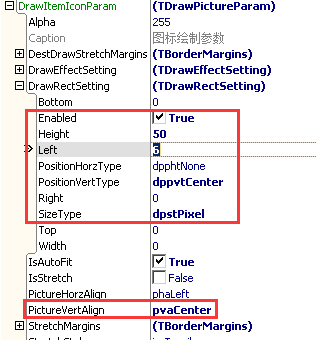 DrawItemIconParam (TDrawPictureParam)
Alpha 255
Caption 图标绘制参数
DestDrawStretchMargins (TBorderMargins)
DrawEffectSetting (TDrawEffectSetting)
DrawRectSetting (TDrawRectSetting)
Bottom 0
Enabled True
Height 50
Left 6
PositionHorzType dpphtNone
PositionVertType dppvtCenter
Right 0
SizeType dpstPixel
Top 0
Width 0
IsAutoFit True
IsStretch False
PictureHorzAlign phaLeft
PictureVertAlign pvaCenter
StretchMargins (TBorderMargins)